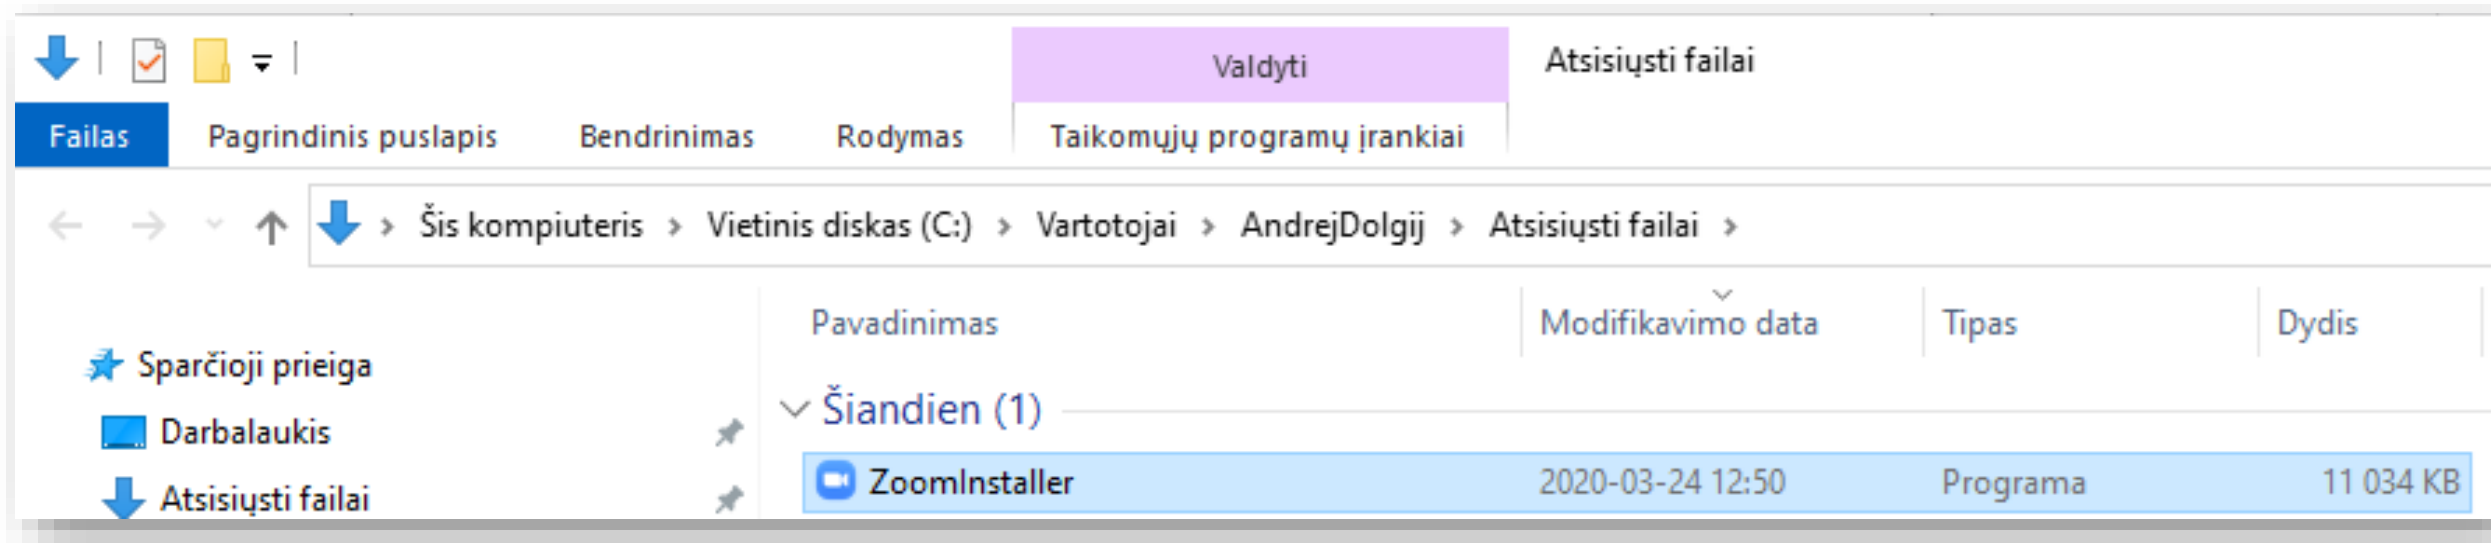 Valdyti Atsisiųsti failai
Failas Pagrindinis puslapis Bendrinimas Rodymas Taikomųjų programų įrankiai
Šis kompiuteris > Vietinis diskas (C:) > Vartotojai > AndrejDolgij > Atsisiųsti failai >
Pavadinimas Modifikavimo data Tipas Dydis
Sparčioji prieiga
Šiandien (1)
Darbalaukis
ZoomInstaller 2020-03-24 12:50 Programa 11 034 KB
Atsisiųsti failai